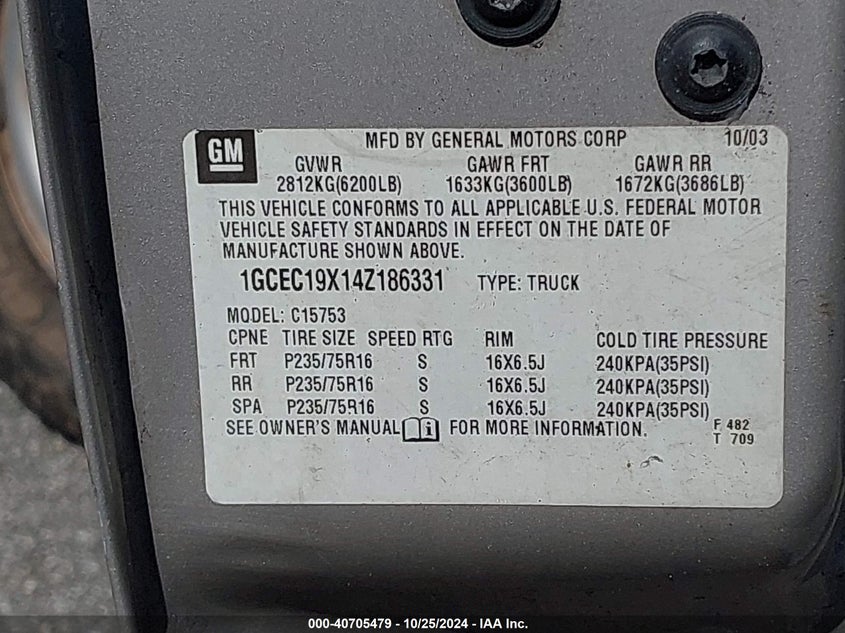 GM MFD BY GENERAL MOTORS CORP 10/03
GVWR GAWR FRT GAWR RR
2812KG(6200LB) 1633KG(3600LB) 1672KG(3686LB)
THIS VEHICLE CONFORMS TO ALL APPLICABLE U.S. FEDERAL MOTOR
VEHICLE SAFETY STANDARDS IN EFFECT ON THE DATE OF
MANUFACTURE SHOWN ABOVE.
1GCEC19X14Z186331 TYPE: TRUCK
MODEL: C15753
CPNE TIRE SIZE SPEED RTG RIM COLD TIRE PRESSURE
FRT P235/75R16 S 16X6.5J 240KPA(35PSI)
RR P235/75R16 S 16X6.5J 240KPA(35PSI)
SPA P235/75R16 S 16X6.5J 240KPA(35PSI)
SEE OWNER'S MANUAL i FOR MORE INFORMATION. F 482
T 709
000-40705479 - 10/25/2024 - IAA Inc.